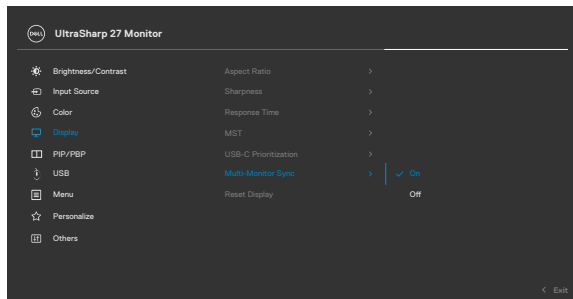 DELL UltraSharp 27 Monitor
Brightness/Contrast Aspect Ratio >
Input Source Sharpness >
Color Response Time >
Display MST >
PIP/PBP USB-C Prioritization >
USB Multi-Monitor Sync > ✓ On
Menu Reset Display Off
Personalize
Others
< Exit